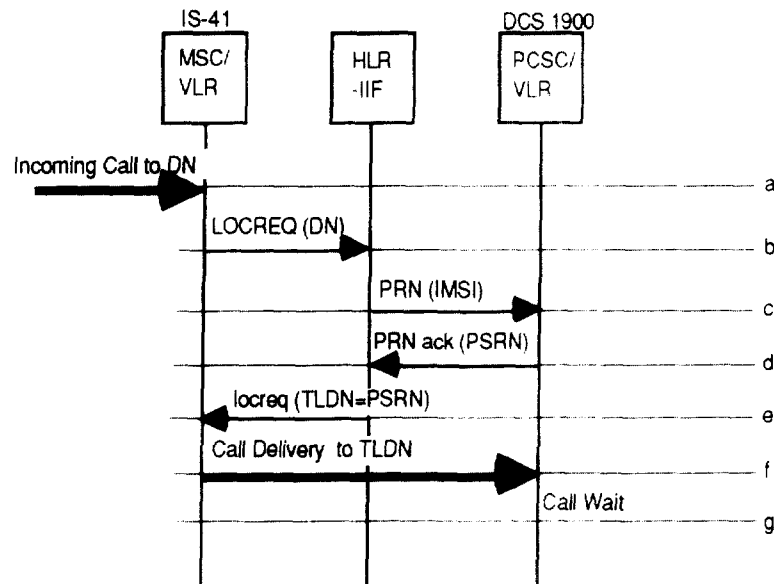 IS-41
DCS 1900
MSC/
VLR
HLR
-IIF
PCSC/
VLR
Incoming Call to DN
a
LOCREQ (DN)
b
PRN (IMSI)
c
PRN ack (PSRN)
d
locreq (TLDN=PSRN)
e
Call Delivery to TLDN
f
Call Wait
g